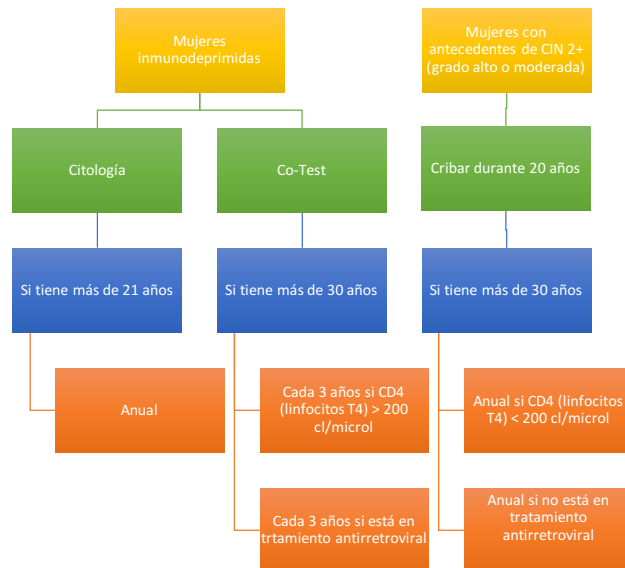 Mujeres
inmunodeprimidas
Mujeres con
antecedentes de CIN 2+
(grado alto o moderada)
Citología
Co-Test
Cribar durante 20 años
Si tiene más de 21 años
Si tiene más de 30 años
Si tiene más de 30 años
Anual
Cada 3 años si CD4
(linfocitos T4) > 200
cl/microl
Anual si CD4 (linfocitos
T4) < 200 cl/microl
Cada 3 años si está en
trtamiento antirretroviral
Anual si no está en
tratamiento
antirretroviral